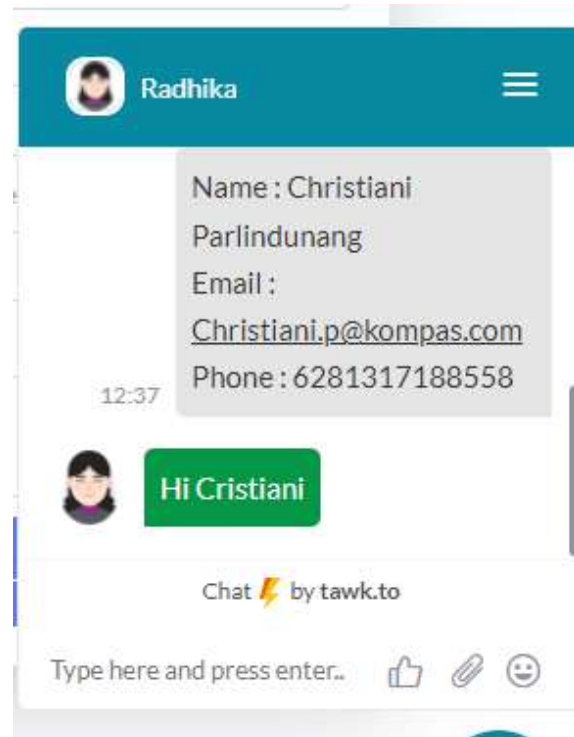 Radhika
Name : Christiani
Parlindunang
Email :
Christiani.p@kompas.com
Phone : 6281317188558
12:37
Hi Cristiani
Chat ⚡ by tawk.to
Type here and press enter..